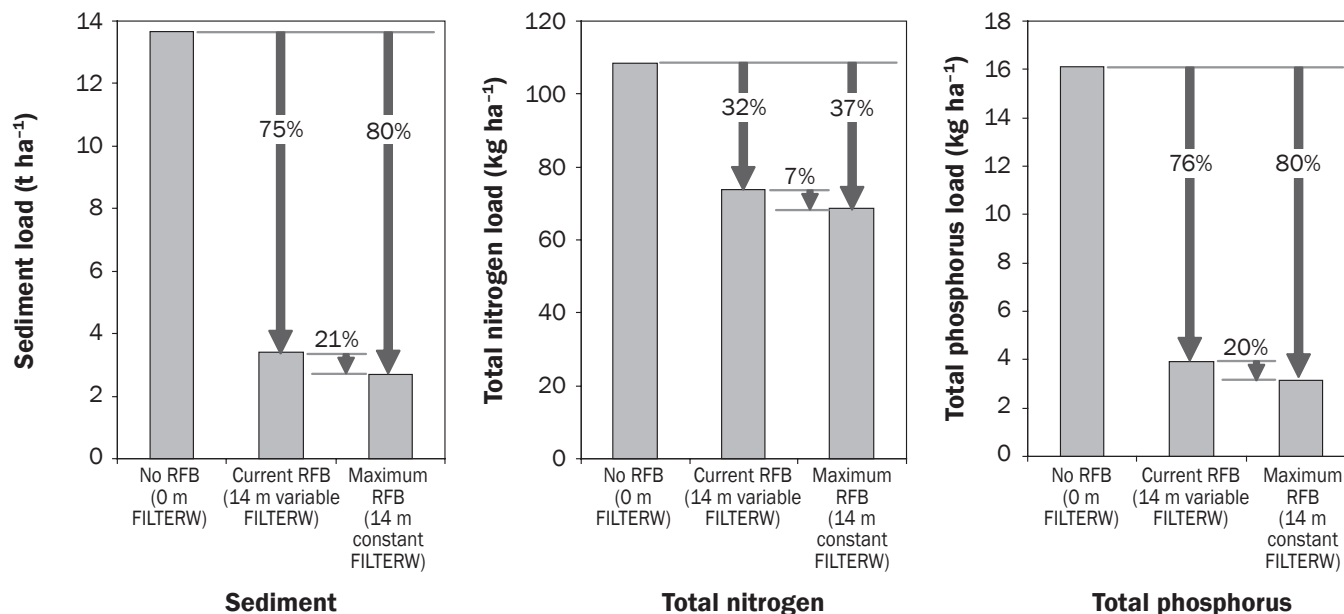 Sediment load (t ha⁻¹)
14
12
10
8
6
4
2
0
75%
80%
21%
No RFB
(0 m
FILTERW)
Current RFB
(14 m variable
FILTERW)
Maximum
RFB
(14 m
constant
FILTERW)
Sediment
Total nitrogen load (kg ha⁻¹)
120
100
80
60
40
20
0
32%
37%
7%
No RFB
(0 m
FILTERW)
Current RFB
(14 m variable
FILTERW)
Maximum
RFB
(14 m
constant
FILTERW)
Total nitrogen
Total phosphorus load (kg ha⁻¹)
18
16
14
12
10
8
6
4
2
0
76%
80%
20%
No RFB
(0 m
FILTERW)
Current RFB
(14 m variable
FILTERW)
Maximum
RFB
(14 m
constant
FILTERW)
Total phosphorus